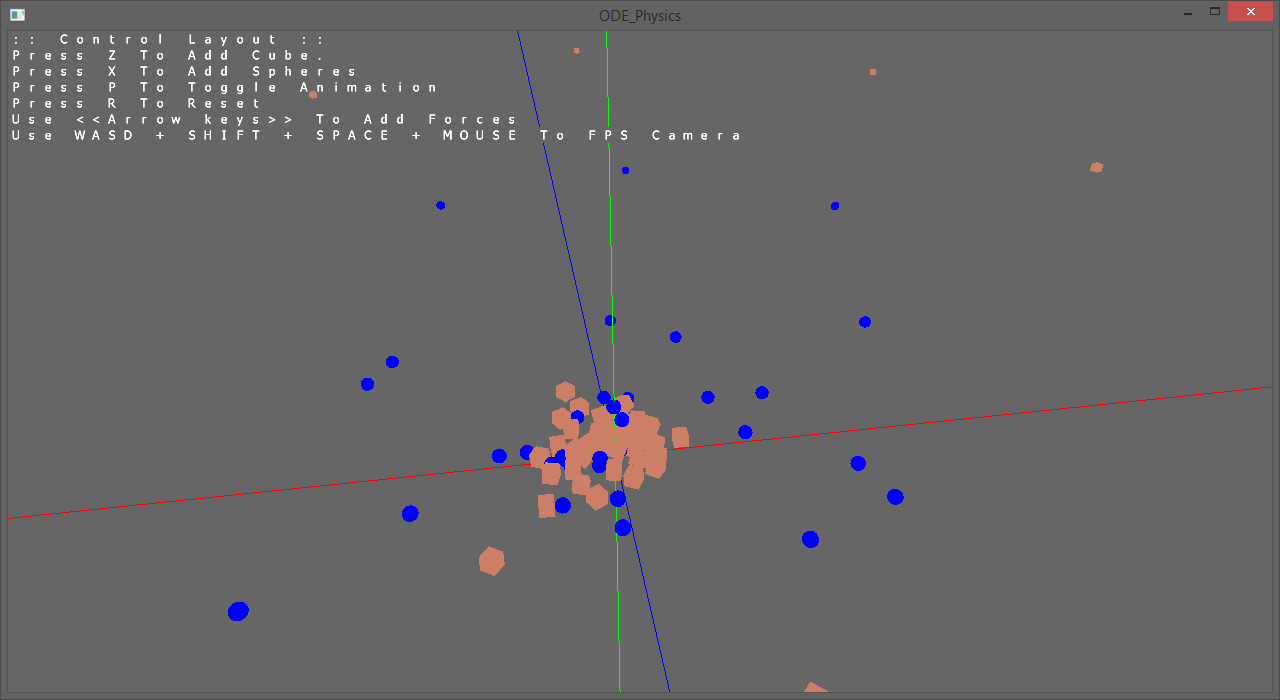 ODE_Physics
:: Control Layout ::
Press Z To Add Cube.
Press X To Add Spheres
Press P To Toggle Animation
Press R To Reset
Use <<Arrow keys>> To Add Forces
Use WASD + SHIFT + SPACE + MOUSE To FPS Camera